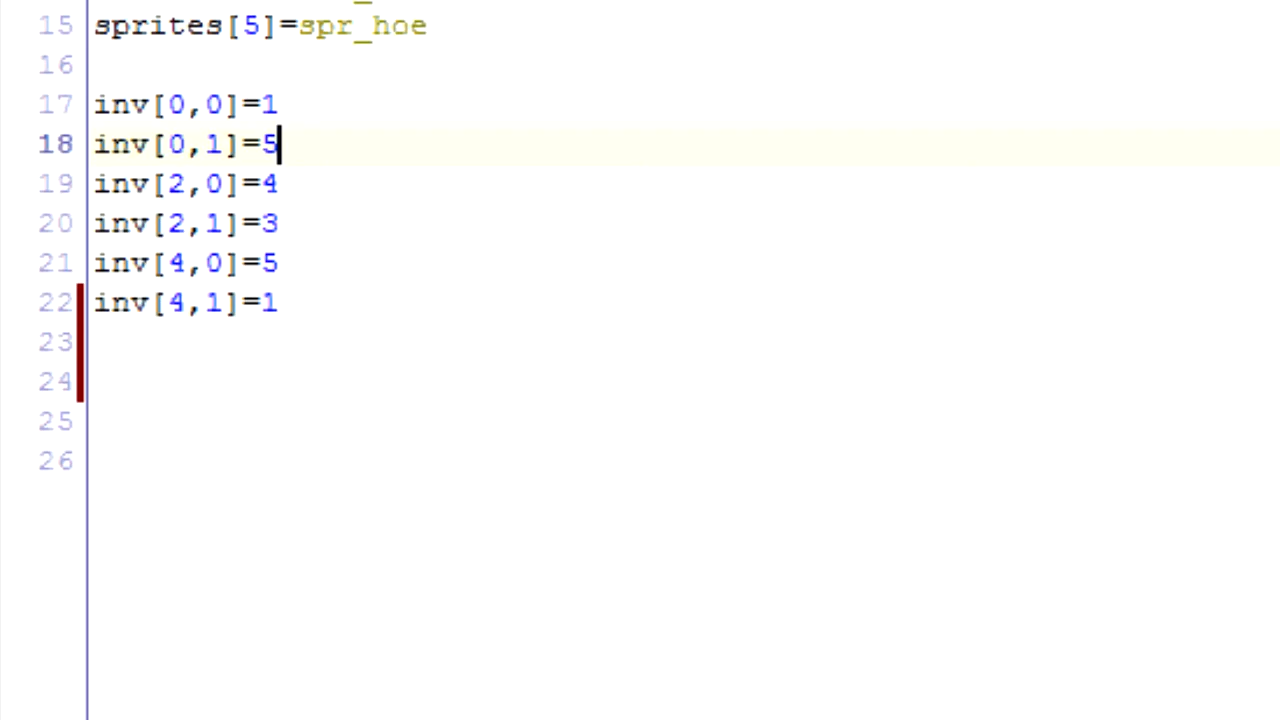 15 sprites[5]=spr_hoe
16
17 inv[0,0]=1
18 inv[0,1]=5
19 inv[2,0]=4
20 inv[2,1]=3
21 inv[4,0]=5
22 inv[4,1]=1
23
24
25
26